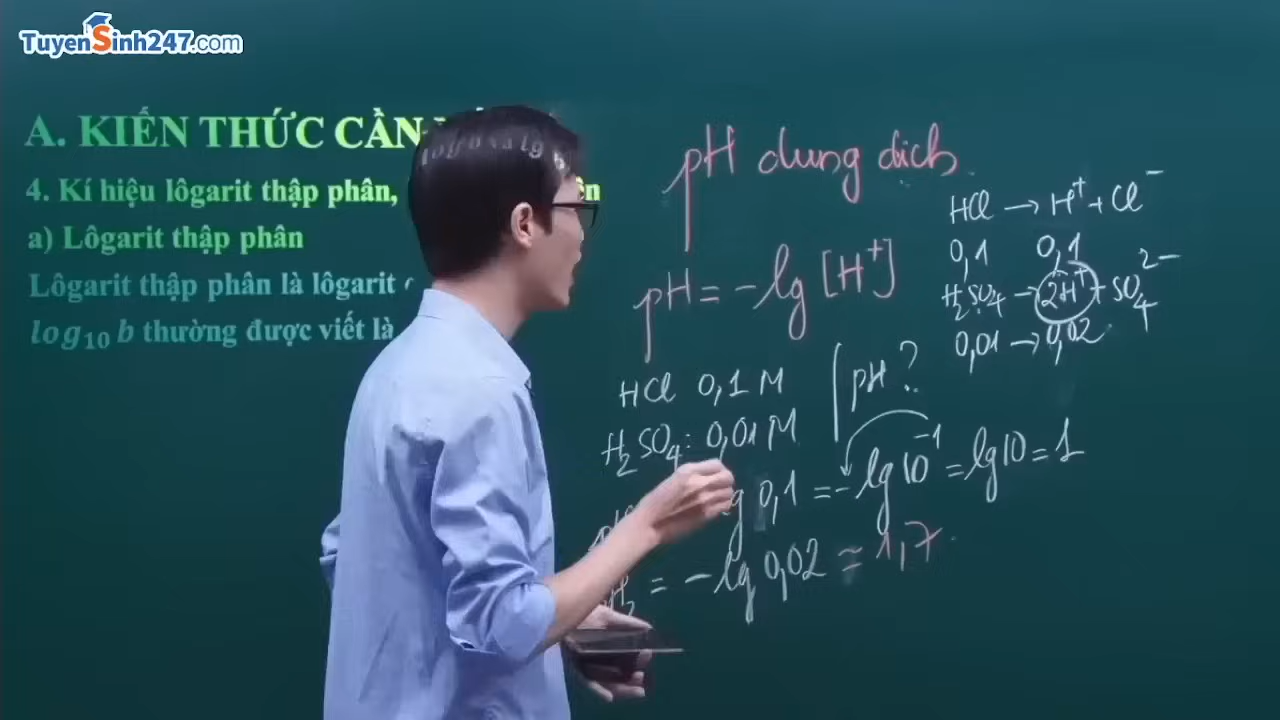 TuyenSinh247.com
A. KIẾN THỨC CẦN
4. Kí hiệu lôgarit thập phân,
a) Lôgarit thập phân
Lôgarit thập phân là lôgarit
log₁₀ b thường được viết là
pH dung dịch.
pH = -lg [H⁺]
HCl 0,1 M
H₂SO₄: 0,01 M
pH ?
lg 0,1 = -lg 10⁻¹ = lg 10 = 1
= -lg 0,02 ≈ 1,7
HCl → H⁺ + Cl⁻
0,1 0,1
H₂SO₄ → 2H⁺ + SO₄²⁻
0,01 → 0,02